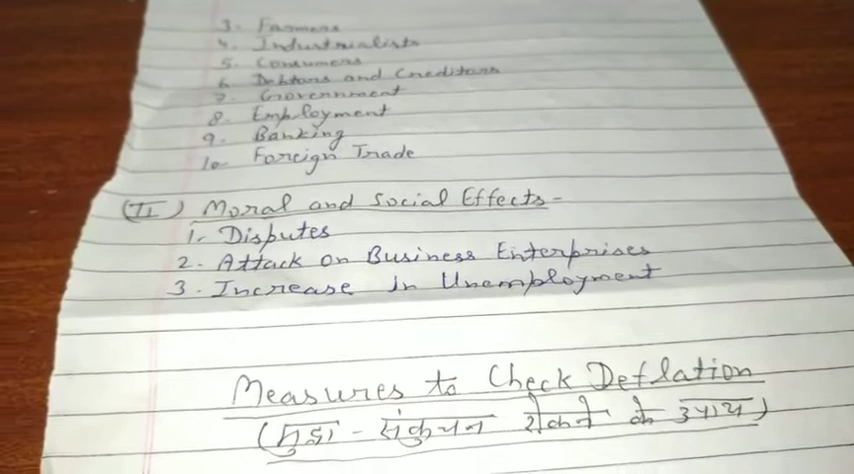 3. Farmers
4. Industrialists
5. Consumers
6. Debtors and Creditors
7. Government
8. Employment
9. Banking
10. Foreign Trade
(II) Moral and Social Effects-
1. Disputes
2. Attack on Business Enterprises
3. Increase in Unemployment
Measures to Check Deflation
(मुद्रा - संकुचन रोकने के उपाय)